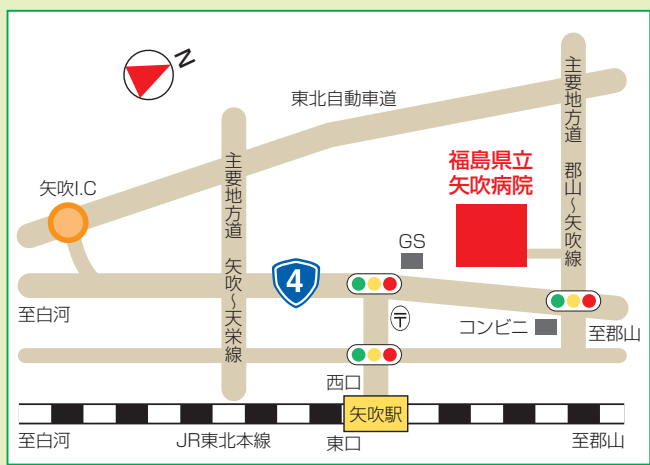 N
東北自動車道
主要地方道 郡山〜矢吹線
主要地方道 矢吹〜天栄線
福島県立
矢吹病院
矢吹I.C
GS
4
至白河
〒
コンビニ
至郡山
西口
矢吹駅
至白河
JR東北本線
東口
至郡山